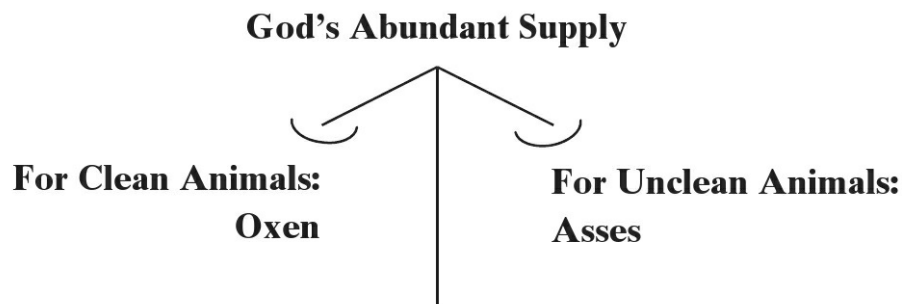 God’s Abundant Supply
For Clean Animals:
Oxen
For Unclean Animals:
Asses